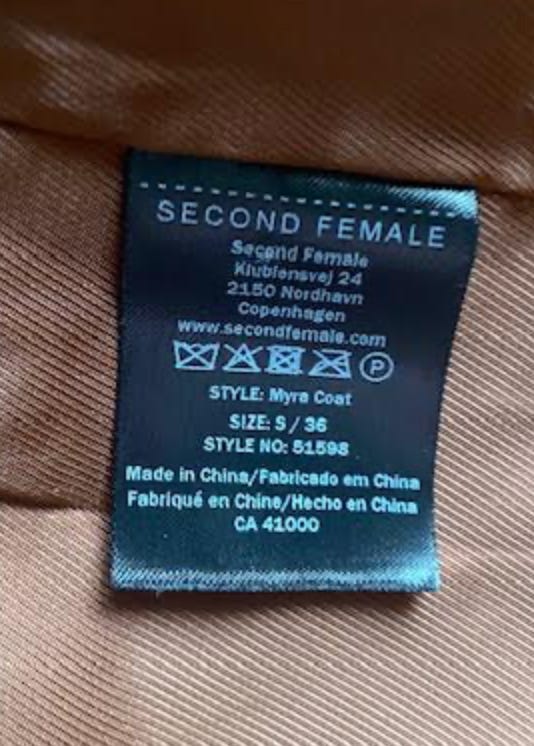 SECOND FEMALE
Second Female
Klubiensvej 24
2150 Nordhavn
Copenhagen
www.secondfemale.com
P
STYLE: Myra Coat
SIZE: S / 36
STYLE NO: 51598
Made in China/Fabricado em China
Fabriqué en Chine/Hecho en China
CA 41000